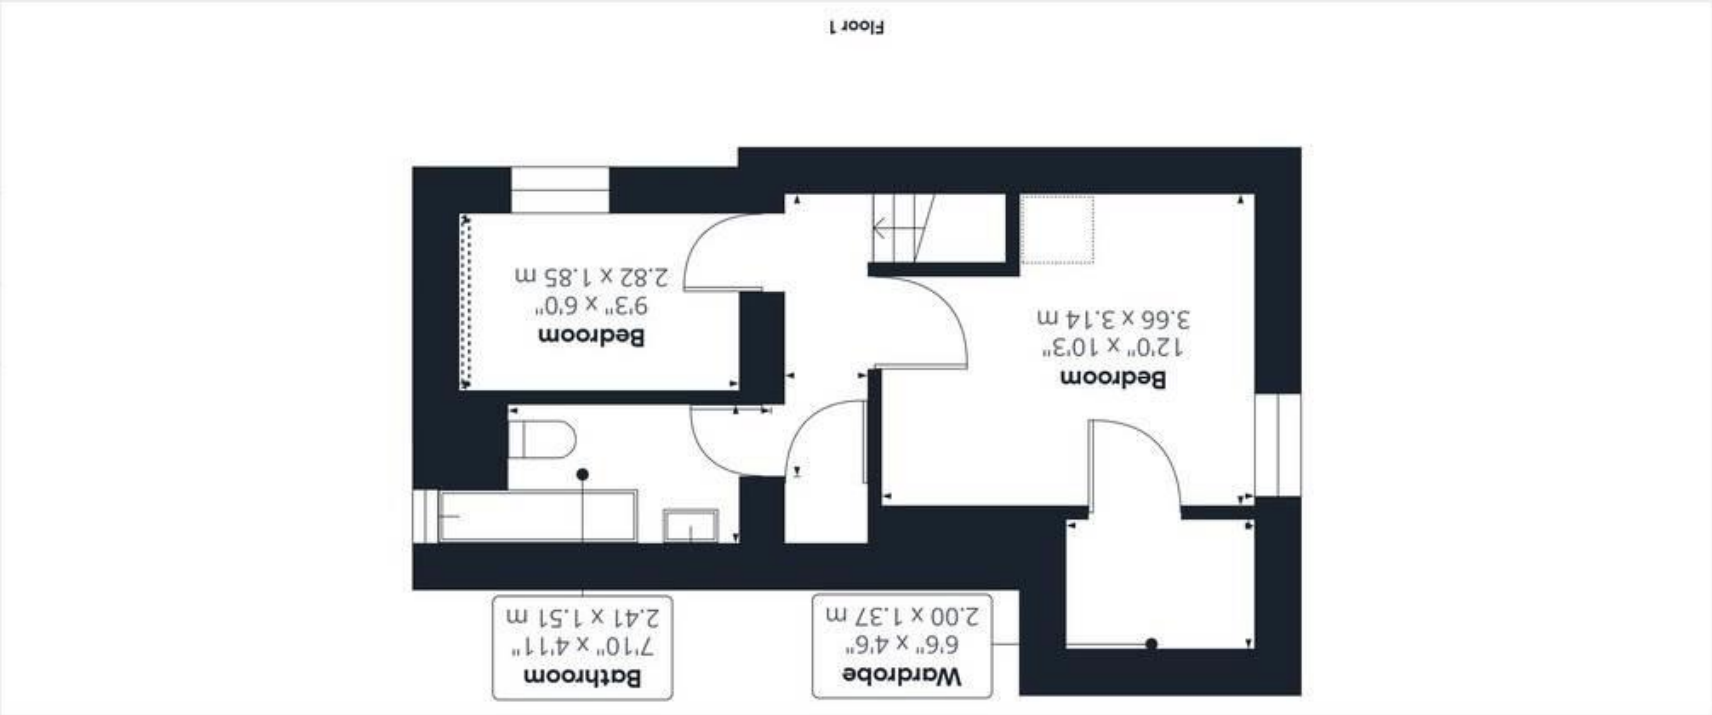 Wardrobe
6'6" x 4'6"
2.00 x 1.37 m
Bathroom
7'10" x 4'11"
2.41 x 1.51 m
Bedroom
12'0" x 10'3"
3.66 x 3.14 m
Bedroom
9'3" x 6'0"
2.82 x 1.85 m
Floor 1